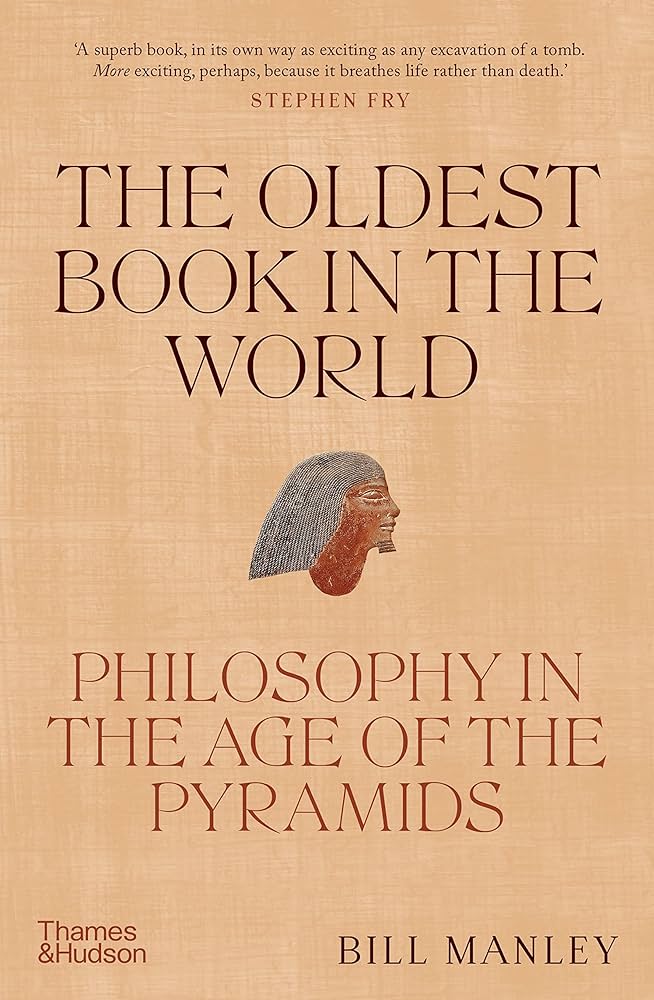 ‘A superb book, in its own way as exciting as any excavation of a tomb.
More exciting, perhaps, because it breathes life rather than death.’
STEPHEN FRY
THE OLDEST
BOOK IN THE
WORLD
PHILOSOPHY IN
THE AGE OF THE
PYRAMIDS
Thames
&Hudson
BILL MANLEY